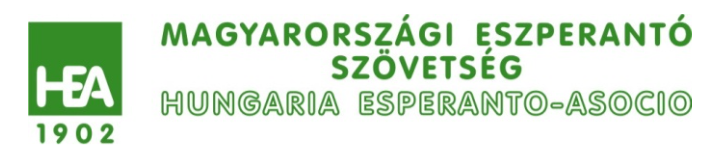 HEA
1902
MAGYARORSZÁGI ESZPERANTÓ
SZÖVETSÉG
HUNGARIA ESPERANTO-ASOCIO